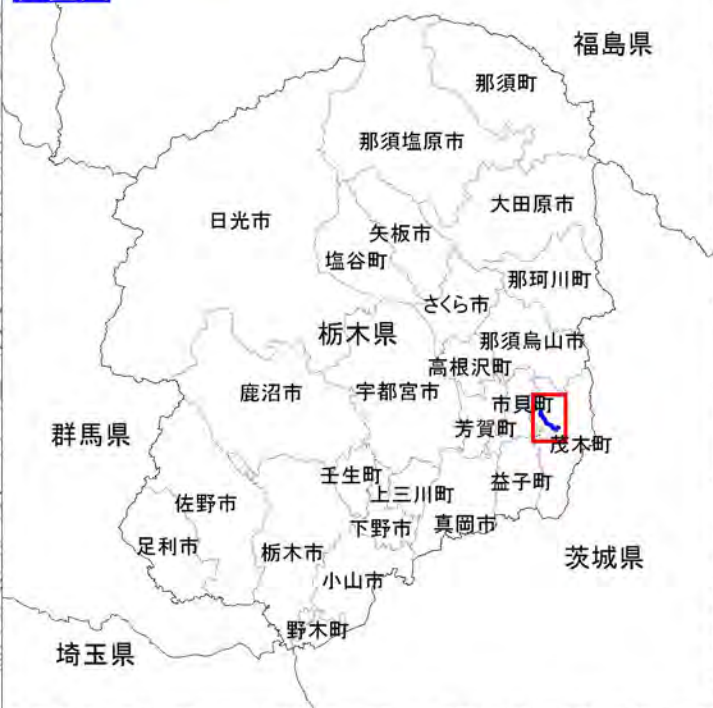 福島県
那須町
那須塩原市
大田原市
日光市
矢板市
塩谷町
那珂川町
さくら市
栃木県
那須烏山市
高根沢町
鹿沼市
宇都宮市
市貝町
群馬県
芳賀町
茂木町
壬生町
益子町
上三川町
佐野市
下野市
真岡市
足利市
栃木市
茨城県
小山市
野木町
埼玉県